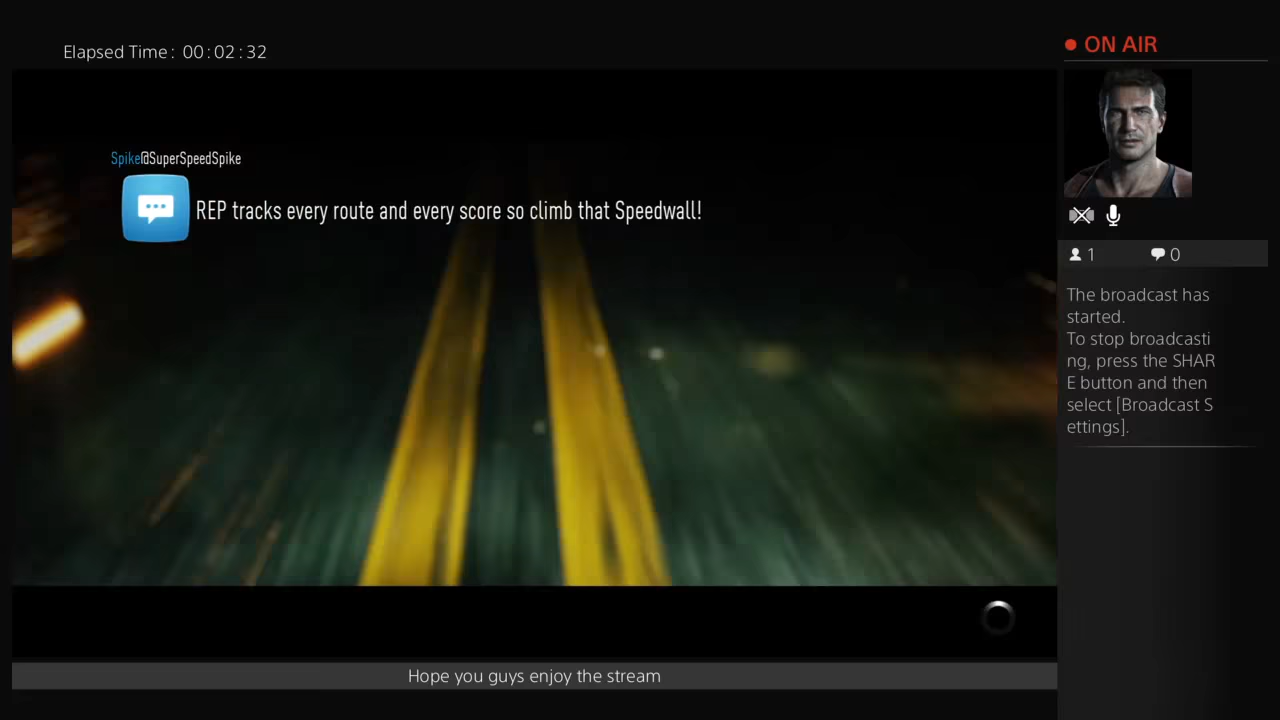 Elapsed Time: 00:02:32
ON AIR
Spike@SuperSpeedSpike
REP tracks every route and every score so climb that Speedwall!
1 0
The broadcast has
started.
To stop broadcasti
ng, press the SHAR
E button and then
select [Broadcast S
ettings].
Hope you guys enjoy the stream